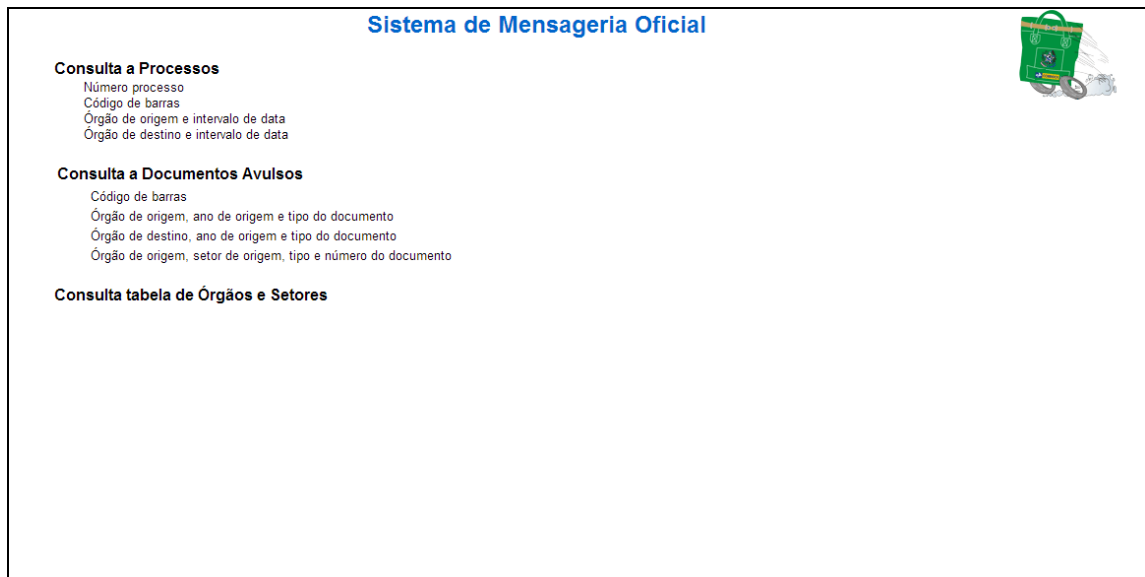 Sistema de Mensageria Oficial
Consulta a Processos
Número processo
Código de barras
Órgão de origem e intervalo de data
Órgão de destino e intervalo de data
Consulta a Documentos Avulsos
Código de barras
Órgão de origem, ano de origem e tipo do documento
Órgão de destino, ano de origem e tipo do documento
Órgão de origem, setor de origem, tipo e número do documento
Consulta tabela de Órgãos e Setores